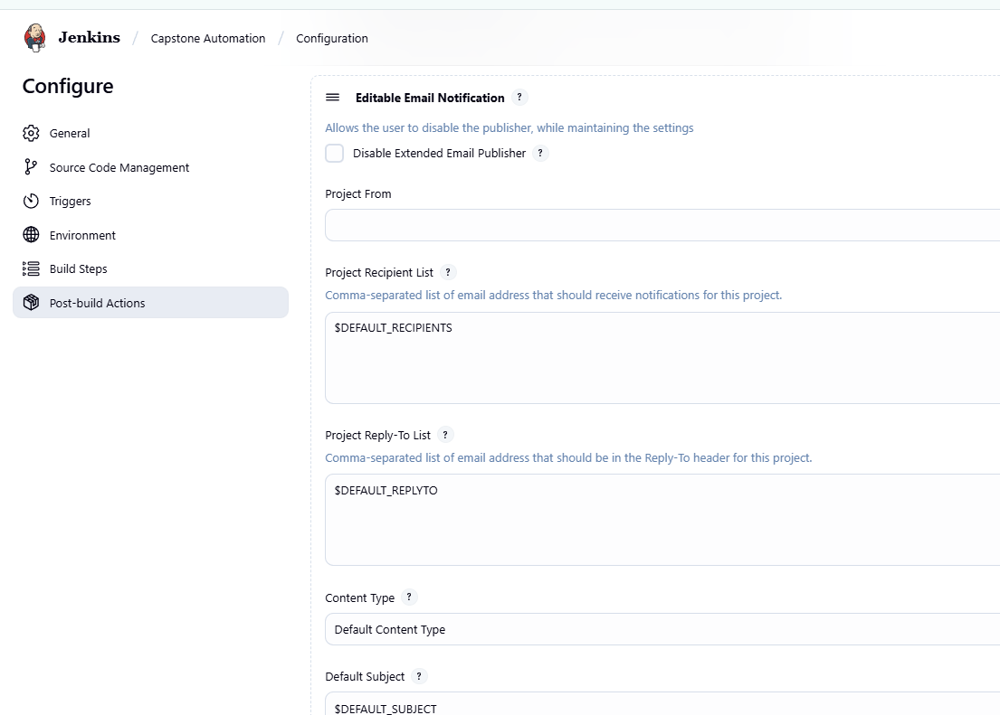 Jenkins / Capstone Automation / Configuration
Configure
General
Source Code Management
Triggers
Environment
Build Steps
Post-build Actions
Editable Email Notification ?
Allows the user to disable the publisher, while maintaining the settings
Disable Extended Email Publisher ?
Project From
Project Recipient List ?
Comma-separated list of email address that should receive notifications for this project.
$DEFAULT_RECIPIENTS
Project Reply-To List ?
Comma-separated list of email address that should be in the Reply-To header for this project.
$DEFAULT_REPLYTO
Content Type ?
Default Content Type
Default Subject ?
$DEFAULT_SUBJECT